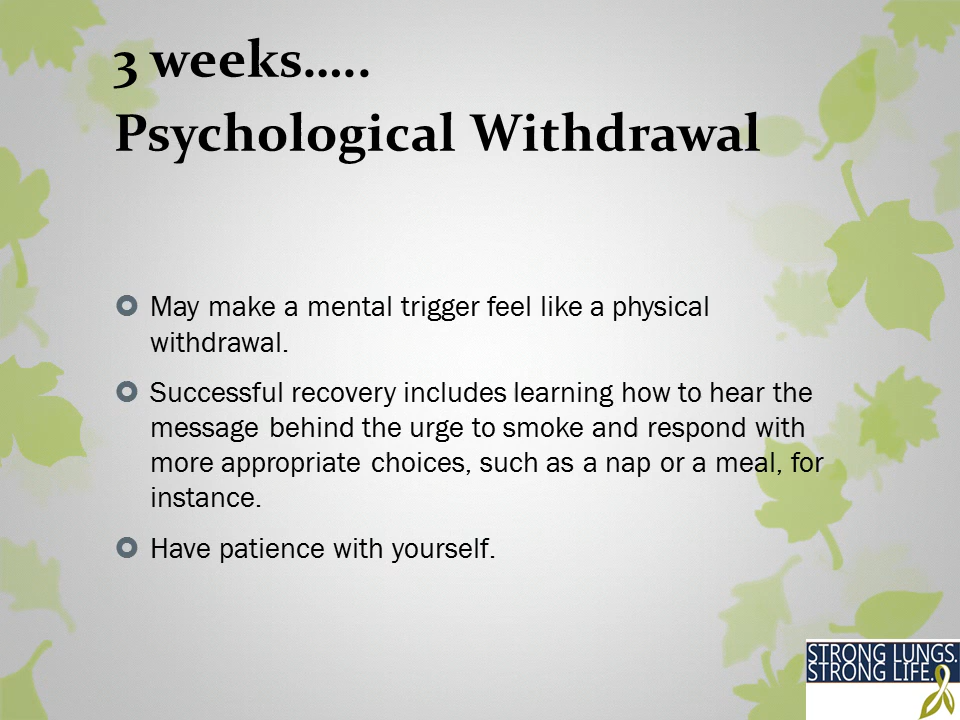 3 weeks.....
Psychological Withdrawal
May make a mental trigger feel like a physical
withdrawal.
Successful recovery includes learning how to hear the
message behind the urge to smoke and respond with
more appropriate choices, such as a nap or a meal, for
instance.
Have patience with yourself.
STRONG LUNGS.
STRONG LIFE.